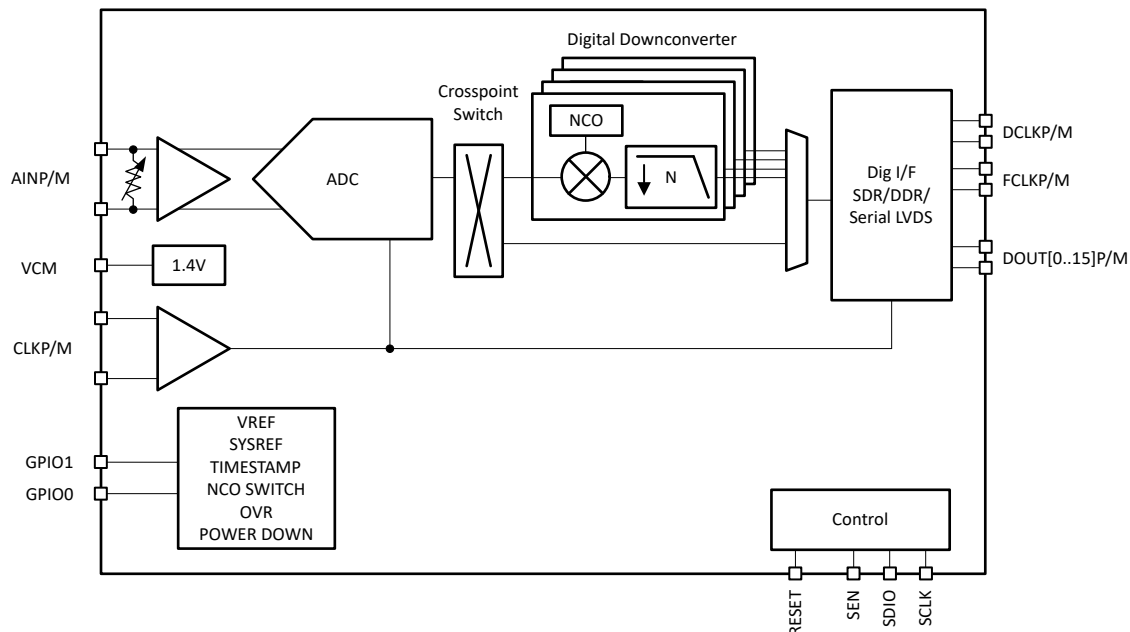 Digital Downconverter
Crosspoint
Switch
NCO
AINP/M
ADC
N
Dig I/F
SDR/DDR/
Serial LVDS
DCLKP/M
FCLKP/M
DOUT[0..15]P/M
VCM
1.4V
CLKP/M
VREF
SYSREF
TIMESTAMP
NCO SWITCH
OVR
POWER DOWN
GPIO1
GPIO0
Control
RESET
SEN
SDIO
SCLK